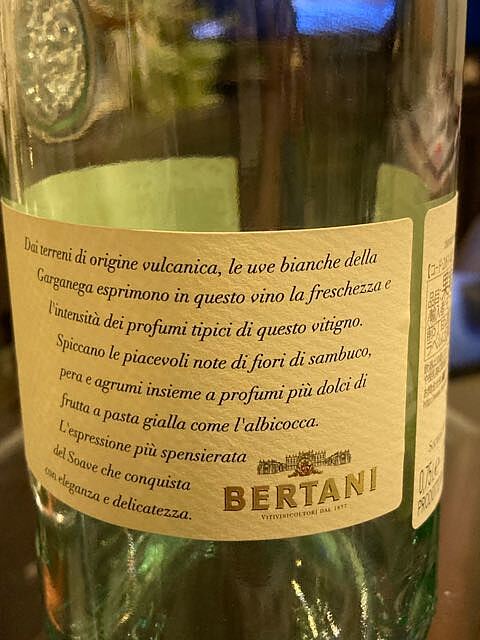 Dai terreni di origine vulcanica, le uve bianche della
Garganega esprimono in questo vino la freschezza e
l'intensità dei profumi tipici di questo vitigno.
Spiccano le piacevoli note di fiori di sambuco,
pera e agrumi insieme a profumi più dolci di
frutta a pasta gialla come l'albicocca.
L'espressione più spensierata
del Soave che conquista
con eleganza e delicatezza.
BERTANI
VITIVINICOLTORI DAL 1857
0,75L e